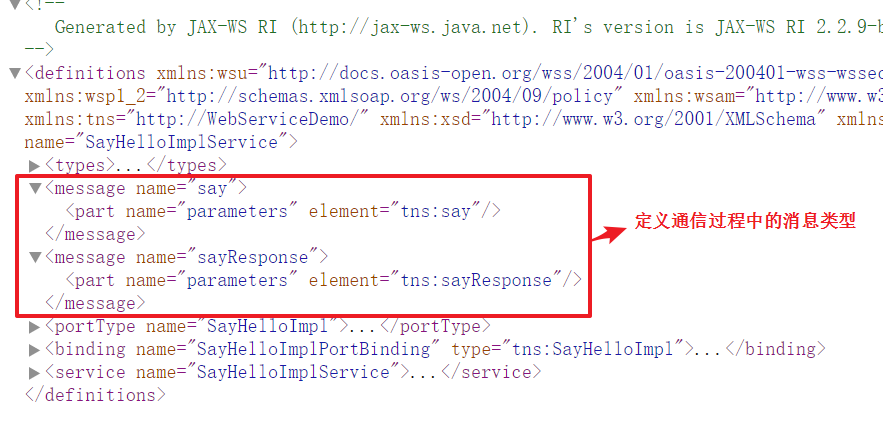 <!--
Generated by JAX-WS RI (http://jax-ws.java.net). RI's version is JAX-WS RI 2.2.9-b
-->
<definitions xmlns:wsu="http://docs.oasis-open.org/wss/2004/01/oasis-200401-wss-wssec
xmlns:wsp1_2="http://schemas.xmlsoap.org/ws/2004/09/policy" xmlns:wsam="http://www.w3
xmlns:tns="http://WebServiceDemo/" xmlns:xsd="http://www.w3.org/2001/XMLSchema" xmlns
name="SayHelloImplService">
<types>...</types>
<message name="say">
<part name="parameters" element="tns:say"/>
</message>
定义通信过程中的消息类型
<message name="sayResponse">
<part name="parameters" element="tns:sayResponse"/>
</message>
<portType name="SayHelloImpl">...</portType>
<binding name="SayHelloImplPortBinding" type="tns:SayHelloImpl">...</binding>
<service name="SayHelloImplService">...</service>
</definitions>